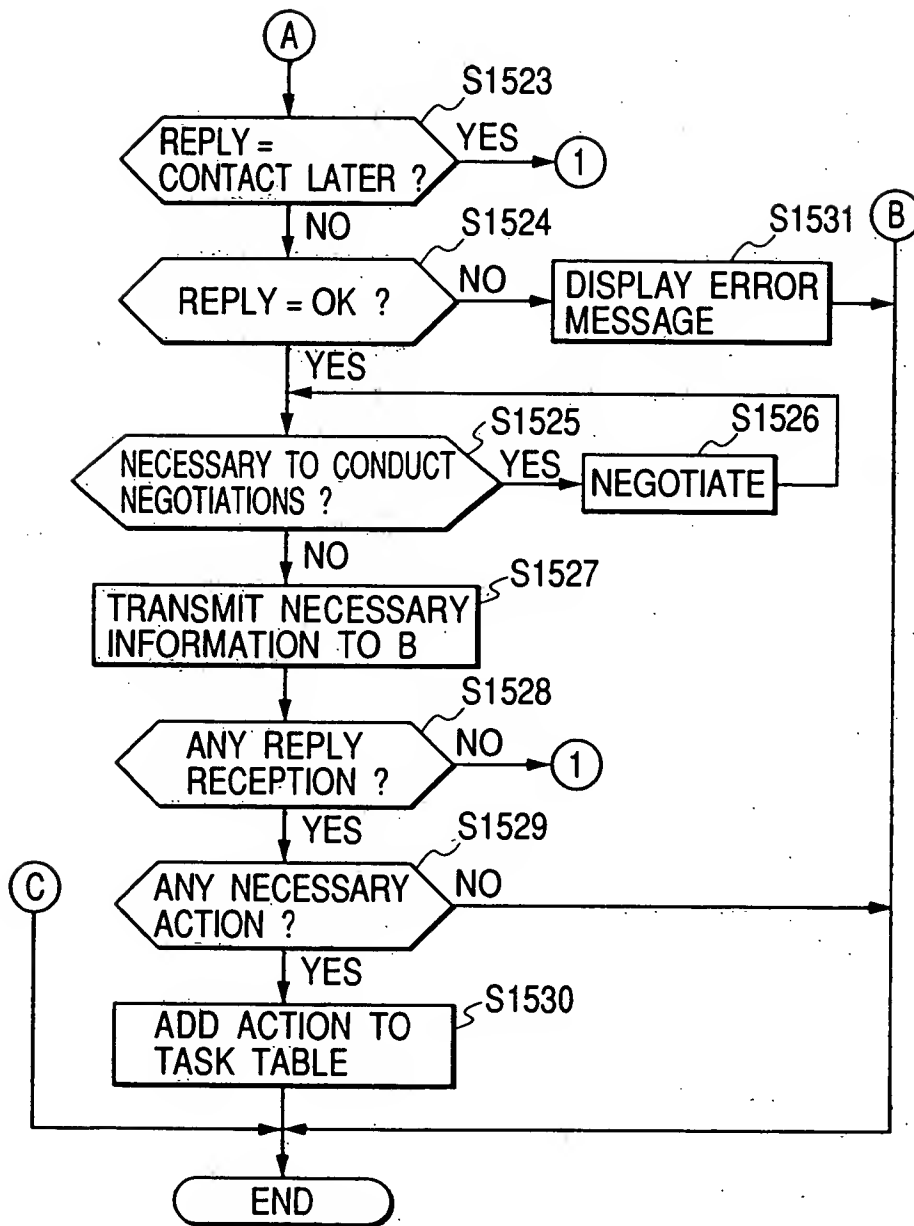 A
S1523
REPLY =
CONTACT LATER ?
YES
1
NO
S1524
REPLY = OK ?
NO
S1531
DISPLAY ERROR
MESSAGE
B
YES
S1525
NECESSARY TO CONDUCT
NEGOTIATIONS ?
YES
S1526
NEGOTIATE
NO
S1527
TRANSMIT NECESSARY
INFORMATION TO B
S1528
ANY REPLY
RECEPTION ?
NO
1
YES
S1529
C
ANY NECESSARY
ACTION ?
NO
YES
S1530
ADD ACTION TO
TASK TABLE
END